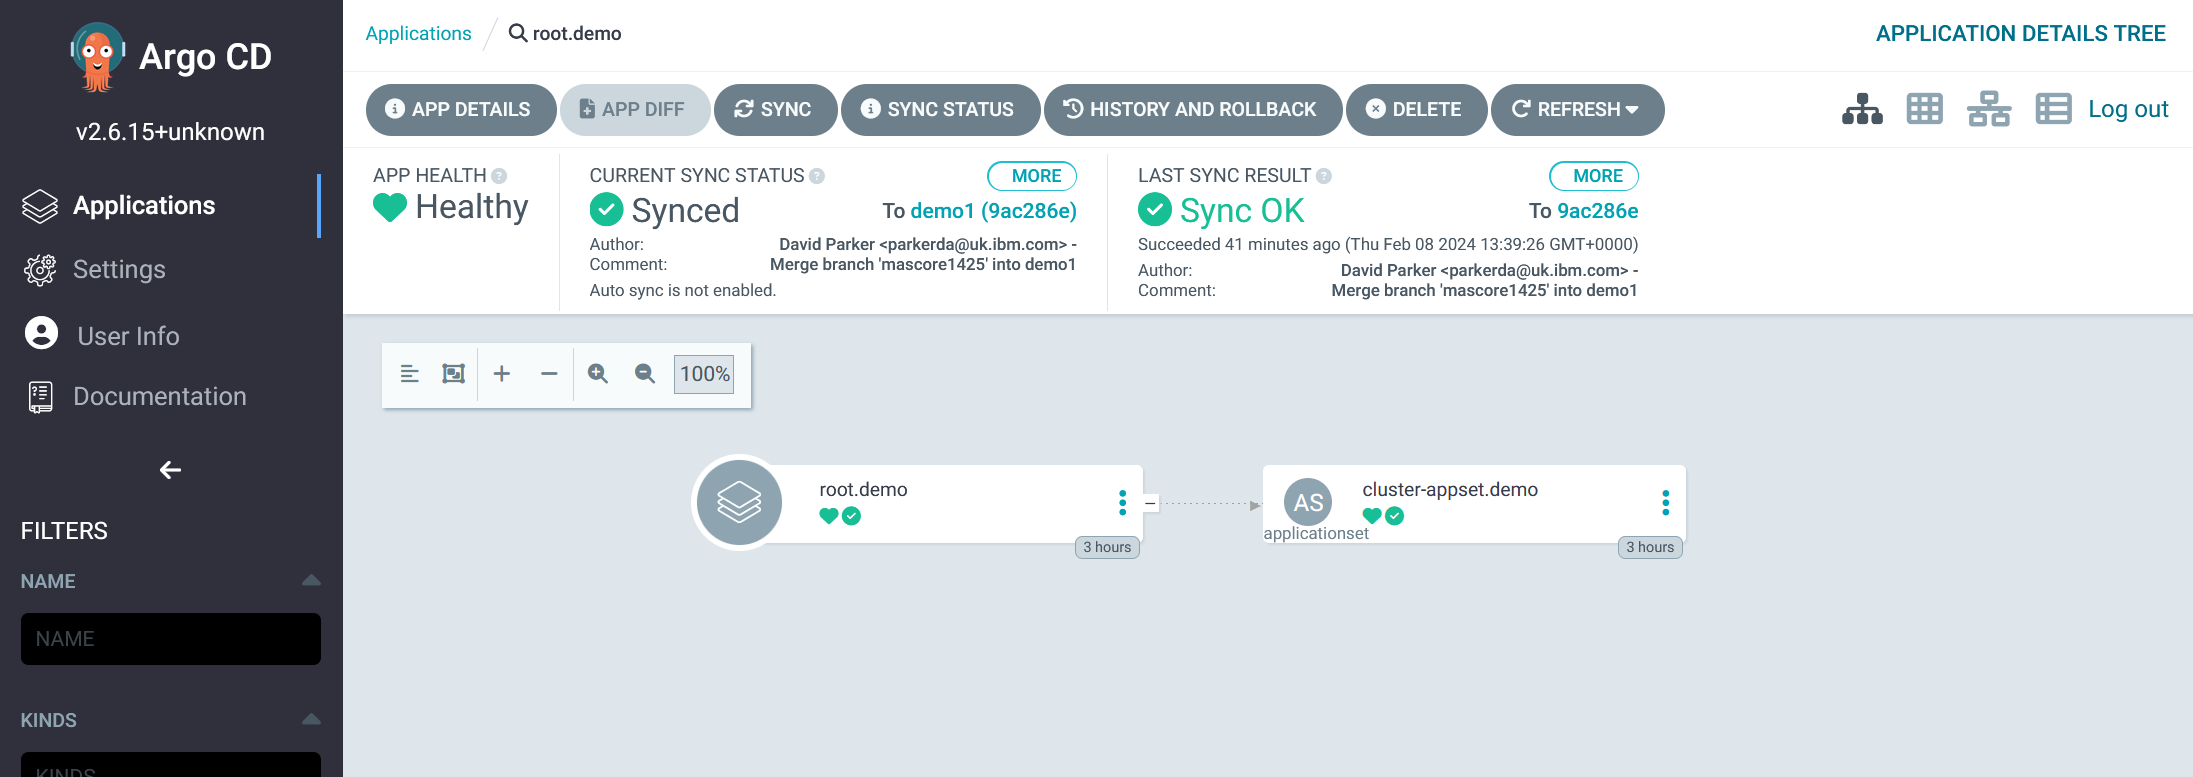 Argo CD
v2.6.15+unknown
Applications
Settings
User Info
Documentation
FILTERS
NAME
NAME
KINDS
KINDS
Applications / root.demo
APPLICATION DETAILS TREE
APP DETAILS APP DIFF SYNC SYNC STATUS HISTORY AND ROLLBACK DELETE REFRESH
Log out
APP HEALTH
Healthy
CURRENT SYNC STATUS MORE
Synced To demo1 (9ac286e)
Author: David Parker <parkerda@uk.ibm.com> -
Comment: Merge branch 'mascore1425' into demo1
Auto sync is not enabled.
LAST SYNC RESULT MORE
Sync OK To 9ac286e
Succeeded 41 minutes ago (Thu Feb 08 2024 13:39:26 GMT+0000)
Author: David Parker <parkerda@uk.ibm.com> -
Comment: Merge branch 'mascore1425' into demo1
100%
root.demo
3 hours
AS
cluster-appset.demo
applicationset
3 hours